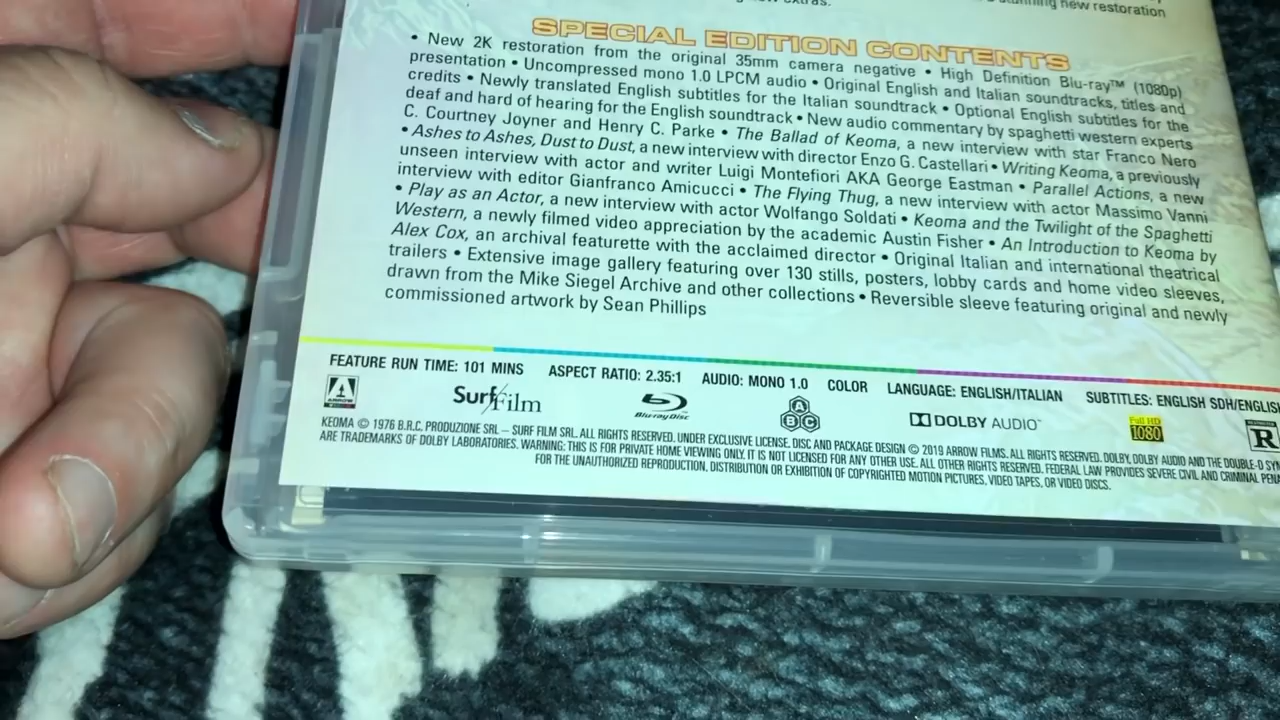 new extras.
stunning new restoration
SPECIAL EDITION CONTENTS
• New 2K restoration from the original 35mm camera negative • High Definition Blu-ray™ (1080p)
presentation • Uncompressed mono 1.0 LPCM audio • Original English and Italian soundtracks, titles and
credits • Newly translated English subtitles for the Italian soundtrack • Optional English subtitles for the
deaf and hard of hearing for the English soundtrack • New audio commentary by spaghetti western experts
C. Courtney Joyner and Henry C. Parke • The Ballad of Keoma, a new interview with star Franco Nero
• Ashes to Ashes, Dust to Dust, a new interview with director Enzo G. Castellari • Writing Keoma, a previously
unseen interview with actor and writer Luigi Montefiori AKA George Eastman • Parallel Actions, a new
interview with editor Gianfranco Amicucci • The Flying Thug, a new interview with actor Massimo Vanni
• Play as an Actor, a new interview with actor Wolfango Soldati • Keoma and the Twilight of the Spaghetti
Western, a newly filmed video appreciation by the academic Austin Fisher • An Introduction to Keoma by
Alex Cox, an archival featurette with the acclaimed director • Original Italian and international theatrical
trailers • Extensive image gallery featuring over 130 stills, posters, lobby cards and home video sleeves,
drawn from the Mike Siegel Archive and other collections • Reversible sleeve featuring original and newly
commissioned artwork by Sean Phillips
FEATURE RUN TIME: 101 MINS ASPECT RATIO: 2.35:1 AUDIO: MONO 1.0 COLOR LANGUAGE: ENGLISH/ITALIAN SUBTITLES: ENGLISH SDH/ENGLIS
ARROW Surf Film Blu-ray Disc A B C DOLBY AUDIO™ Full HD 1080 R
KEOMA © 1976 B.R.C. PRODUZIONE SRL – SURF FILM SRL. ALL RIGHTS RESERVED. UNDER EXCLUSIVE LICENSE. DISC AND PACKAGE DESIGN © 2019 ARROW FILMS. ALL RIGHTS RESERVED. DOLBY, DOLBY AUDIO AND THE DOUBLE-D SY
ARE TRADEMARKS OF DOLBY LABORATORIES. WARNING: THIS IS FOR PRIVATE HOME VIEWING ONLY. IT IS NOT LICENSED FOR ANY OTHER USE. ALL OTHER RIGHTS RESERVED. FEDERAL LAW PROVIDES SEVERE CIVIL AND CRIMINAL PENA
FOR THE UNAUTHORIZED REPRODUCTION, DISTRIBUTION OR EXHIBITION OF COPYRIGHTED MOTION PICTURES, VIDEO TAPES, OR VIDEO DISCS.